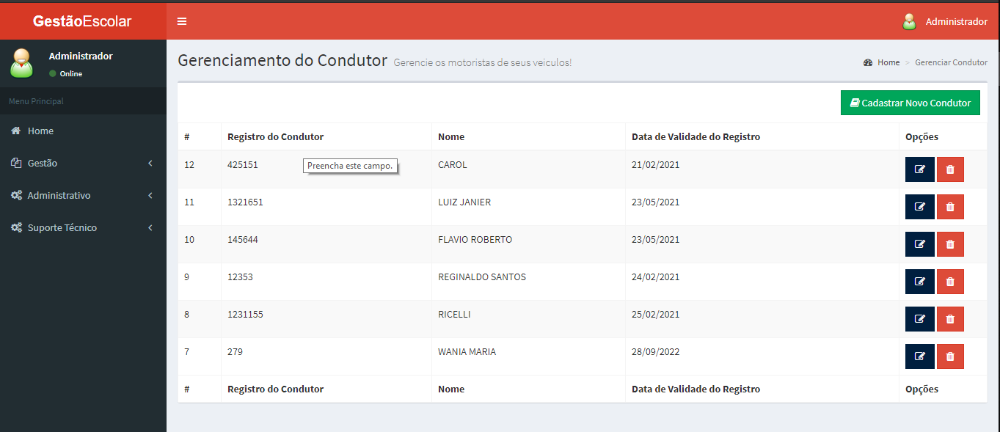 GestãoEscolar
Administrador
Administrador
Online
Menu Principal
Home
Gestão
Administrativo
Suporte Técnico
Gerenciamento do Condutor Gerencie os motoristas de seus veiculos!
Home > Gerenciar Condutor
Cadastrar Novo Condutor
# Registro do Condutor Nome Data de Validade do Registro Opções
12 425151 CAROL 21/02/2021
Preencha este campo.
11 1321651 LUIZ JANIER 23/05/2021
10 145644 FLAVIO ROBERTO 23/05/2021
9 12353 REGINALDO SANTOS 24/02/2021
8 1231155 RICELLI 25/02/2021
7 279 WANIA MARIA 28/09/2022
# Registro do Condutor Nome Data de Validade do Registro Opções